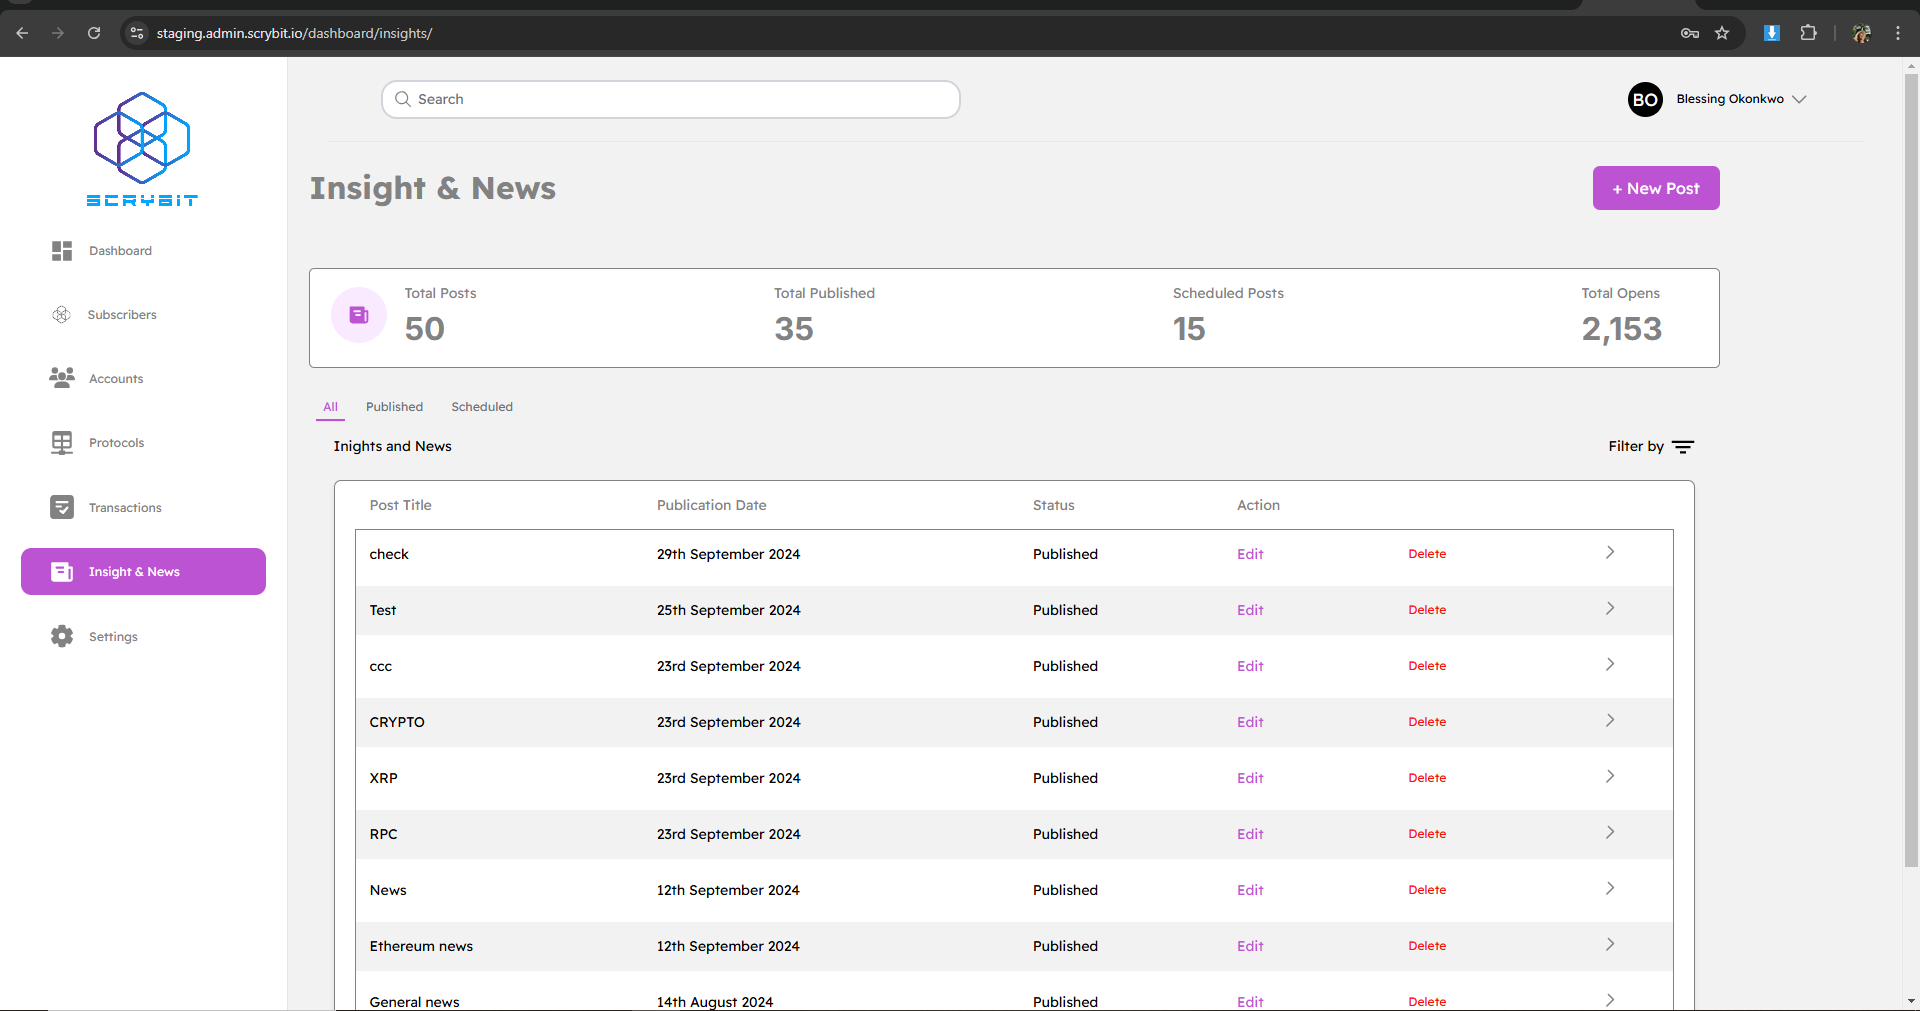 staging.admin.scrybit.io/dashboard/insights/
SCRYBIT
Search
BO Blessing Okonkwo
Dashboard
Subscribers
Accounts
Protocols
Transactions
Insight & News
Settings
Insight & News
+ New Post
Total Posts Total Published Scheduled Posts Total Opens
50 35 15 2,153
All Published Scheduled
Inights and News Filter by
Post Title Publication Date Status Action
check 29th September 2024 Published Edit Delete
Test 25th September 2024 Published Edit Delete
ccc 23rd September 2024 Published Edit Delete
CRYPTO 23rd September 2024 Published Edit Delete
XRP 23rd September 2024 Published Edit Delete
RPC 23rd September 2024 Published Edit Delete
News 12th September 2024 Published Edit Delete
Ethereum news 12th September 2024 Published Edit Delete
General news 14th August 2024 Published Edit Delete